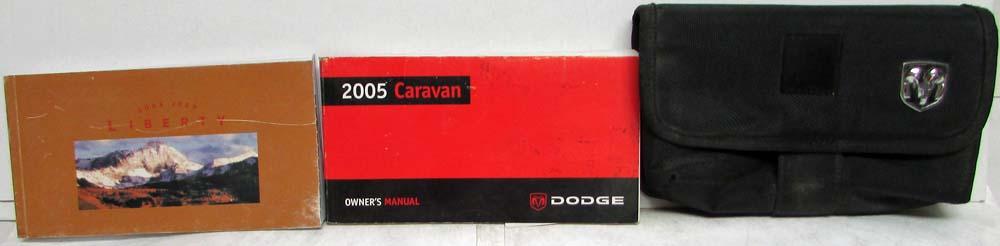 LIBERTY
2005 Caravan
OWNER'S MANUAL
DODGE